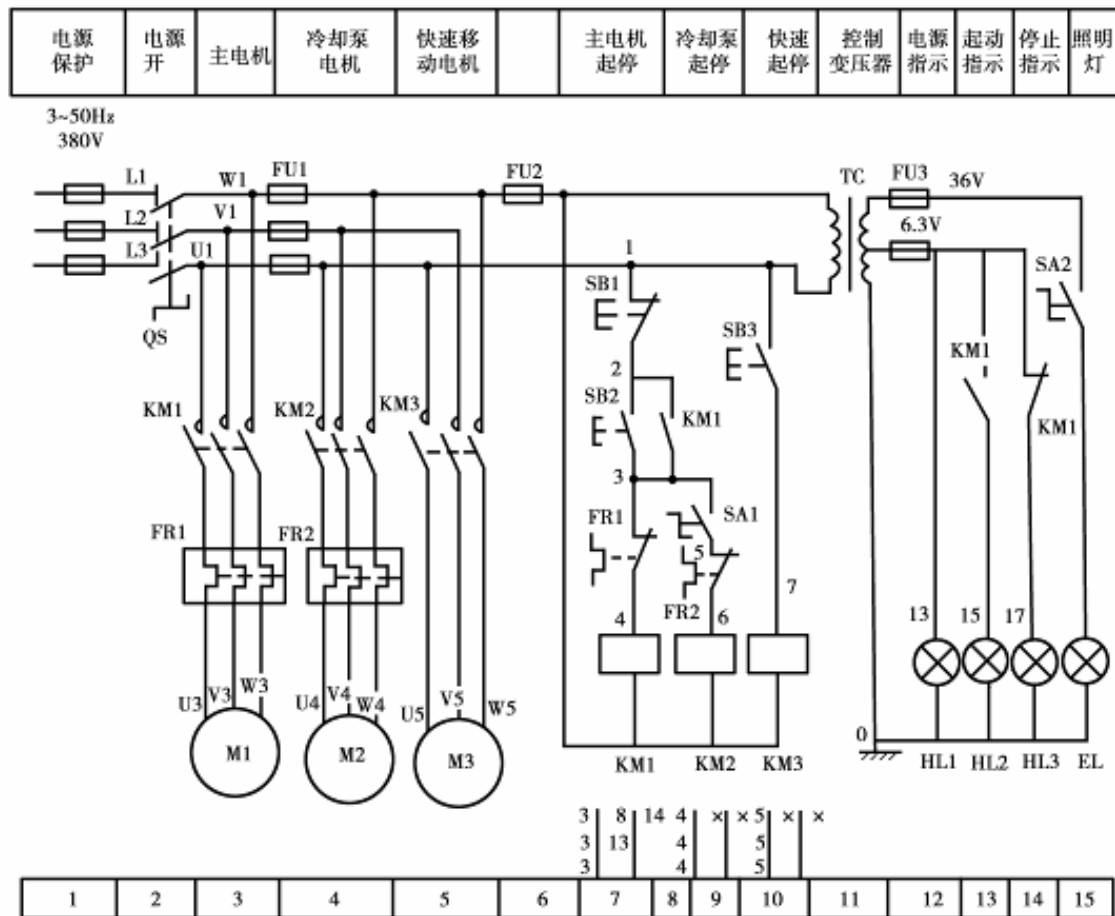 电源
保护
电源
开
主电机
冷却泵
电机
快速移
动电机
主电机
起停
冷却泵
起停
快速
起停
控制
变压器
电源
指示
起动
指示
停止
指示
照明
灯
3~50Hz
380V
L1
W1
FU1
FU2
TC
FU3
36V
L2
V1
6.3V
L3
U1
1
SB1
SA2
QS
SB3
2
KM1
KM1
KM2
KM3
SB2
KM1
KM1
3
SA1
FR1
FR2
FR1
5
7
FR2
4
6
13
15
17
U3
V3
W3
U4
V4
W4
U5
V5
W5
0
M1
M2
M3
KM1
KM2
KM3
HL1
HL2
HL3
EL
3 8 14 4 × × 5 × ×
3 13 4 5
3 4 5
1 2 3 4 5 6 7 8 9 10 11 12 13 14 15